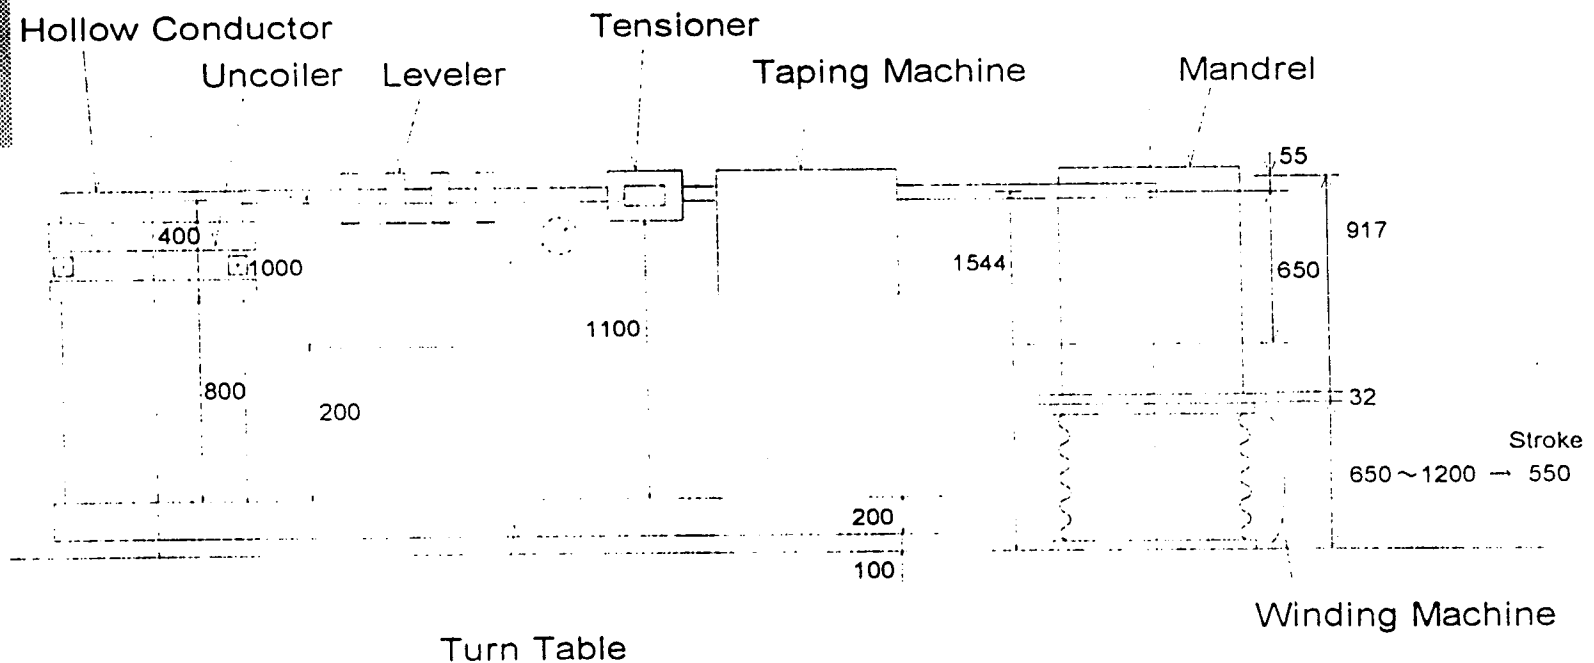 Hollow Conductor
Tensioner
Uncoiler
Leveler
Taping Machine
Mandrel
55
400
917
1000
1544
650
1100
800
200
32
Stroke
650～1200 → 550
200
100
Winding Machine
Turn Table